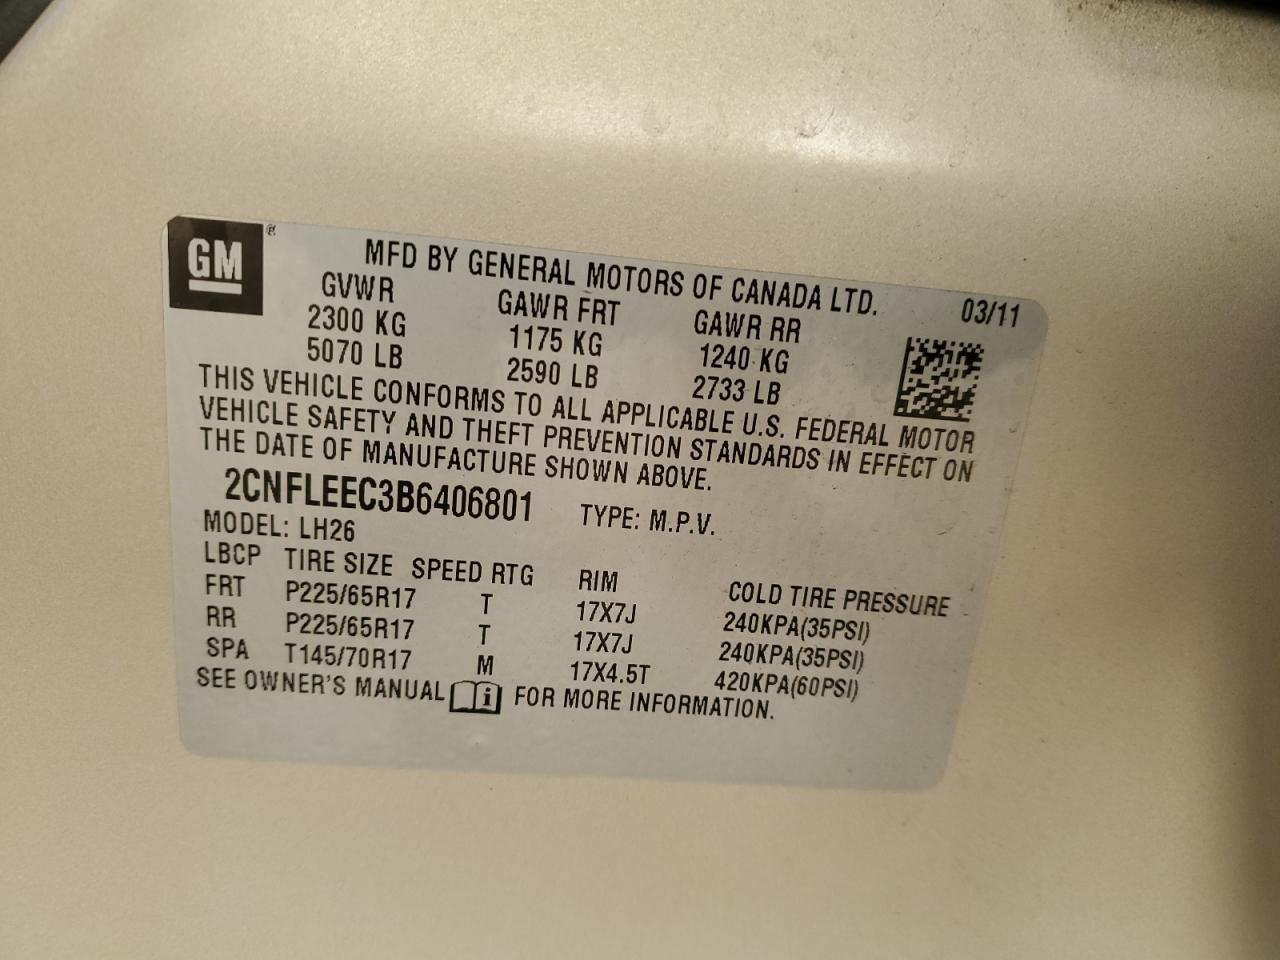 GM®
MFD BY GENERAL MOTORS OF CANADA LTD. 03/11
GVWR GAWR FRT GAWR RR
2300 KG 1175 KG 1240 KG
5070 LB 2590 LB 2733 LB
THIS VEHICLE CONFORMS TO ALL APPLICABLE U.S. FEDERAL MOTOR
VEHICLE SAFETY AND THEFT PREVENTION STANDARDS IN EFFECT ON
THE DATE OF MANUFACTURE SHOWN ABOVE.
2CNFLEEC3B6406801 TYPE: M.P.V.
MODEL: LH26
LBCP TIRE SIZE SPEED RTG RIM COLD TIRE PRESSURE
FRT P225/65R17 T 17X7J 240KPA(35PSI)
RR P225/65R17 T 17X7J 240KPA(35PSI)
SPA T145/70R17 M 17X4.5T 420KPA(60PSI)
SEE OWNER'S MANUAL i FOR MORE INFORMATION.